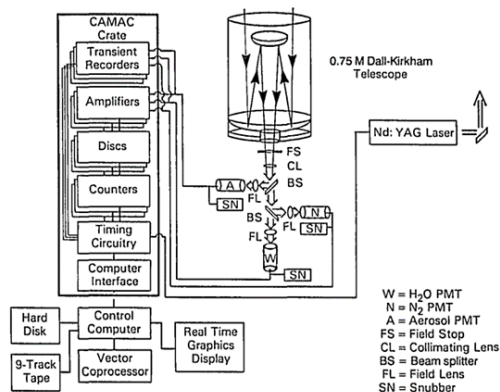 CAMAC
Crate
Transient
Recorders
Amplifiers
Discs
Counters
Timing
Circuitry
Computer
Interface
Hard
Disk
Control
Computer
9-Track
Tape
Vector
Coprocessor
Real Time
Graphics
Display
0.75 M Dall-Kirkham
Telescope
Nd: YAG Laser
FS
CL
BS
A
FL
SN
BS
N
FL
SN
FL
W
SN
W = H₂O PMT
N = N₂ PMT
A = Aerosol PMT
FS = Field Stop
CL = Collimating Lens
BS = Beam splitter
FL = Field Lens
SN = Snubber